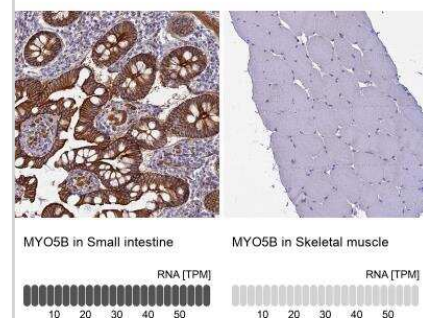 MYO5B in Small intestine
RNA [TPM]
10 20 30 40 50
MYO5B in Skeletal muscle
RNA [TPM]
10 20 30 40 50